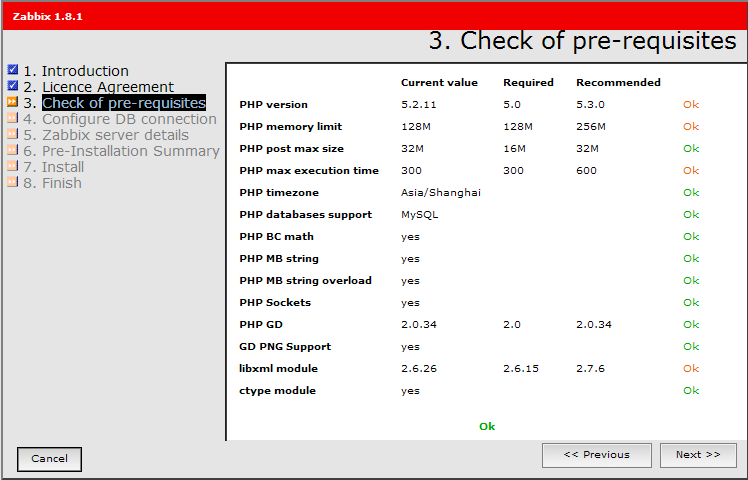 Zabbix 1.8.1
3. Check of pre-requisites
1. Introduction
2. Licence Agreement
3. Check of pre-requisites
4. Configure DB connection
5. Zabbix server details
6. Pre-Installation Summary
7. Install
8. Finish
Current value Required Recommended
PHP version 5.2.11 5.0 5.3.0 Ok
PHP memory limit 128M 128M 256M Ok
PHP post max size 32M 16M 32M Ok
PHP max execution time 300 300 600 Ok
PHP timezone Asia/Shanghai Ok
PHP databases support MySQL Ok
PHP BC math yes Ok
PHP MB string yes Ok
PHP MB string overload yes Ok
PHP Sockets yes Ok
PHP GD 2.0.34 2.0 2.0.34 Ok
GD PNG Support yes Ok
libxml module 2.6.26 2.6.15 2.7.6 Ok
ctype module yes Ok
Ok
Cancel << Previous Next >>